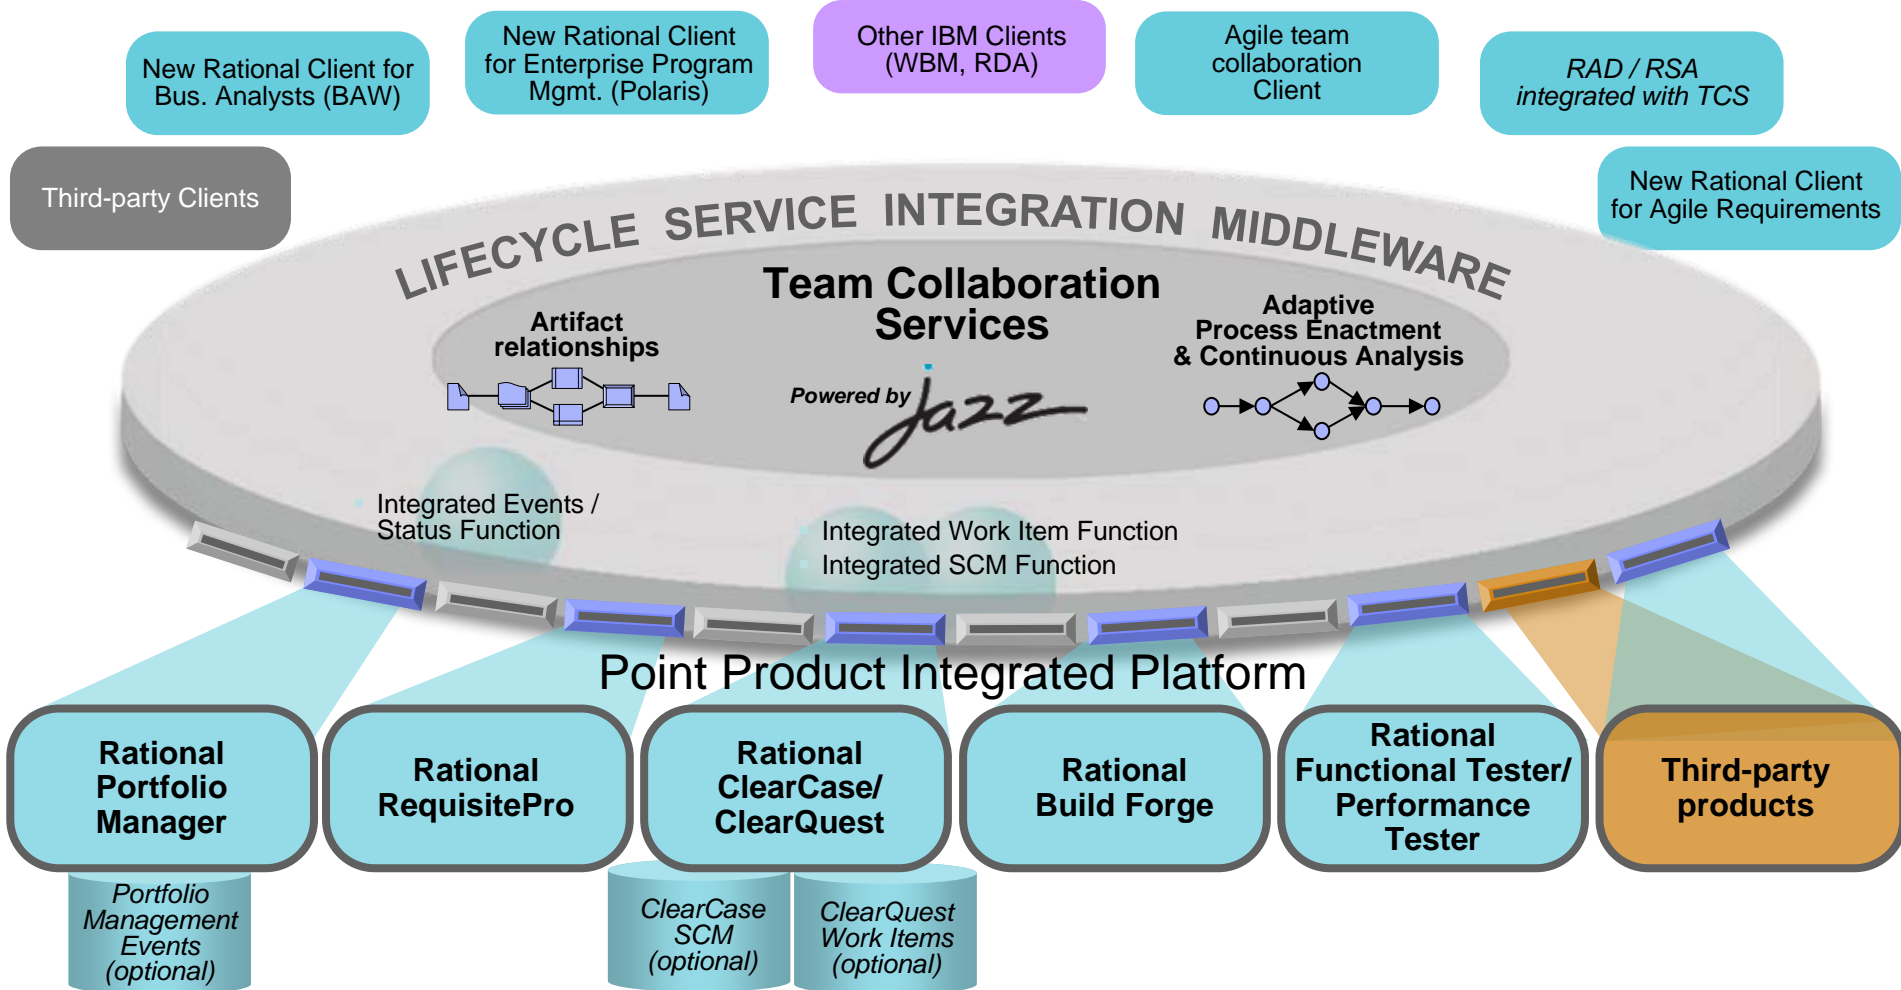 New Rational Client for
Bus. Analysts (BAW)
New Rational Client
for Enterprise Program
Mgmt. (Polaris)
Other IBM Clients
(WBM, RDA)
Agile team
collaboration
Client
RAD / RSA
integrated with TCS
Third-party Clients
New Rational Client
for Agile Requirements
LIFECYCLE SERVICE INTEGRATION MIDDLEWARE
Team Collaboration
Services
Powered by
jazz
Artifact
relationships
Adaptive
Process Enactment
& Continuous Analysis
Integrated Events /
Status Function
Integrated Work Item Function
Integrated SCM Function
Point Product Integrated Platform
Rational
Portfolio
Manager
Rational
RequisitePro
Rational
ClearCase/
ClearQuest
Rational
Build Forge
Rational
Functional Tester/
Performance
Tester
Third-party
products
Portfolio
Management
Events
(optional)
ClearCase
SCM
(optional)
ClearQuest
Work Items
(optional)